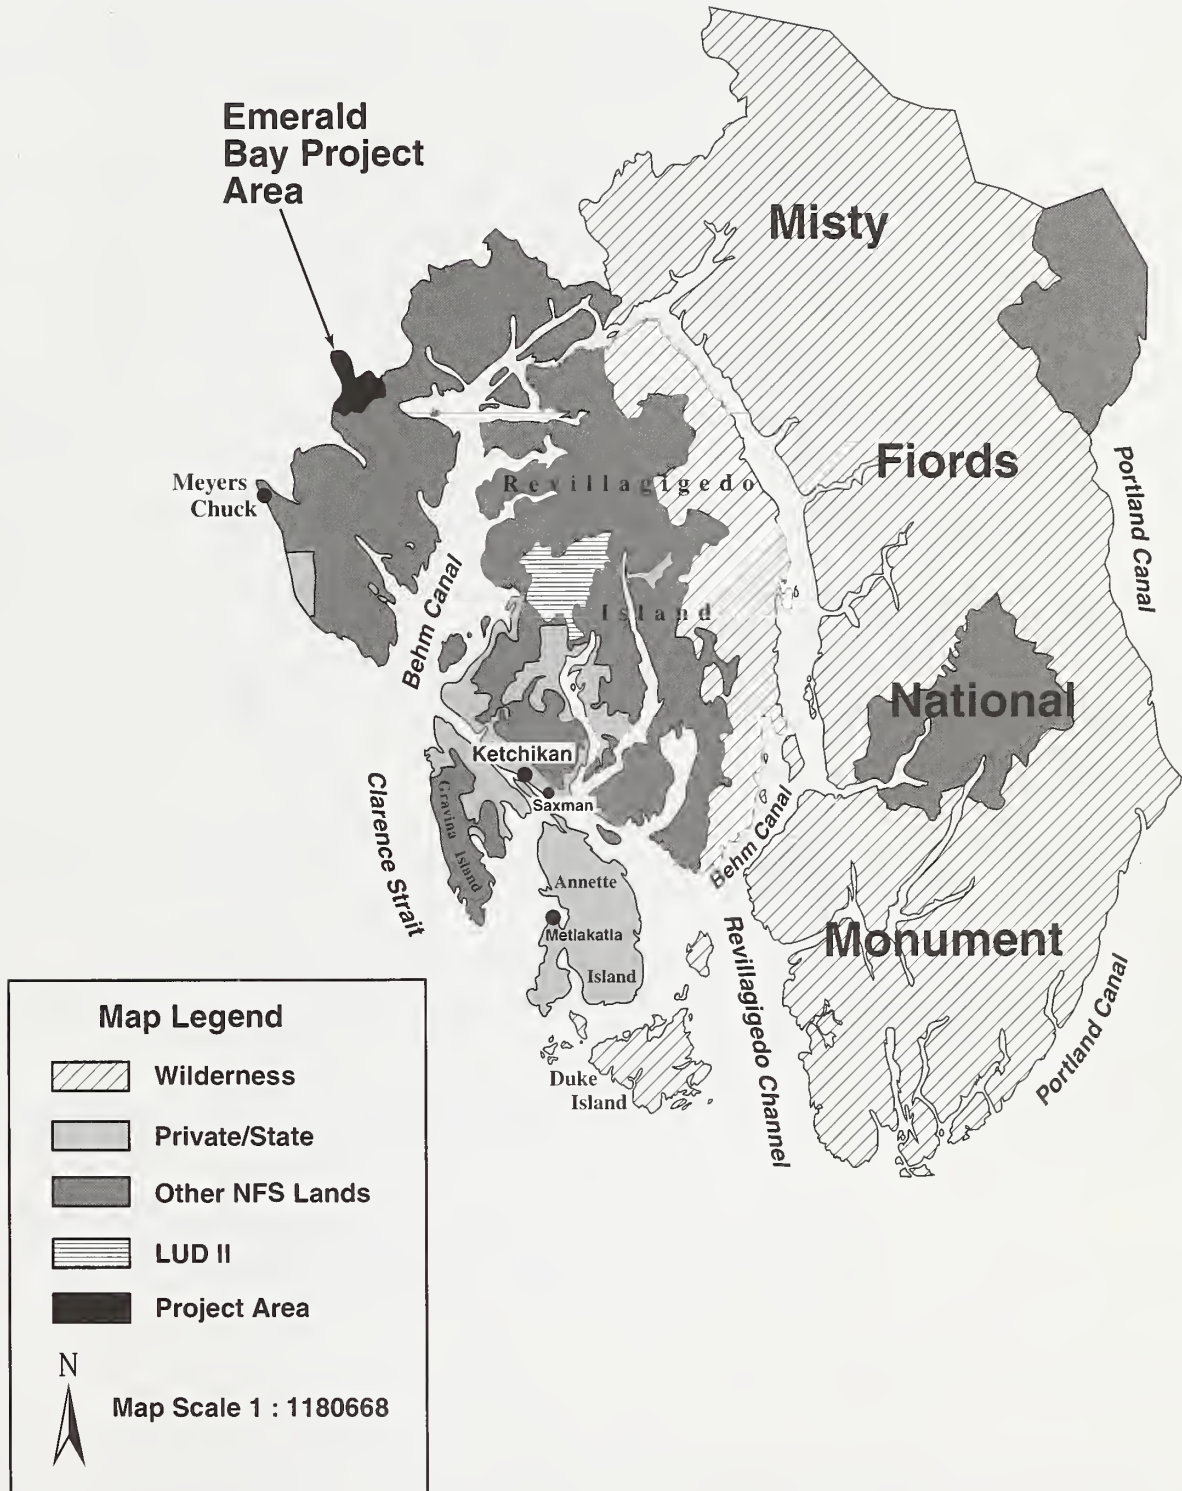 Emerald
Bay Project
Area
Misty
Fiords
National
Monument
Portland Canal
Meyers
Chuck
Revillagigedo
Island
Behm Canal
Ketchikan
Saxman
Gravina Island
Clarence Strait
Behm Canal
Annette
Metlakatla
Island
Revillagigedo Channel
Portland Canal
Duke
Island
Map Legend
Wilderness
Private/State
Other NFS Lands
LUD II
Project Area
N
Map Scale 1 : 1180668